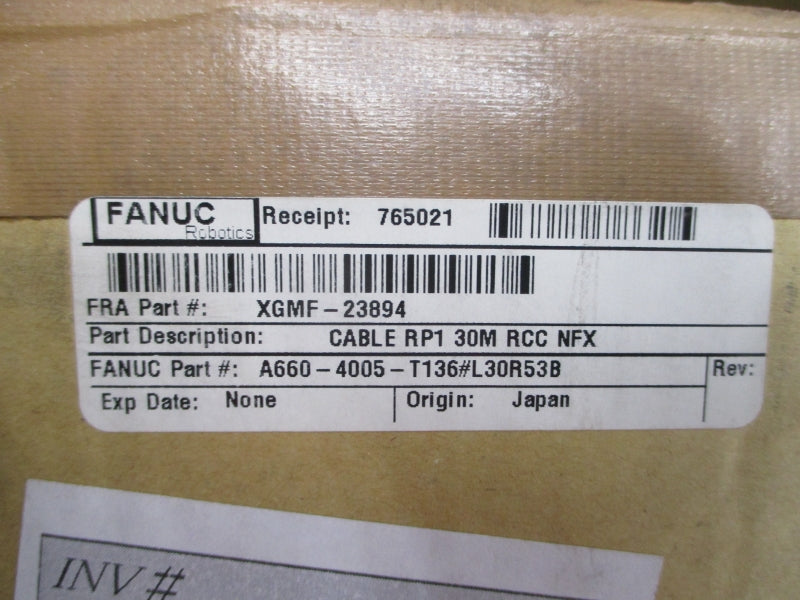 FANUC
Robotics
Receipt: 765021
FRA Part #: XGMF-23894
Part Description: CABLE RP1 30M RCC NFX
FANUC Part #: A660-4005-T136#L30R53B
Rev:
Exp Date: None
Origin: Japan
INV#